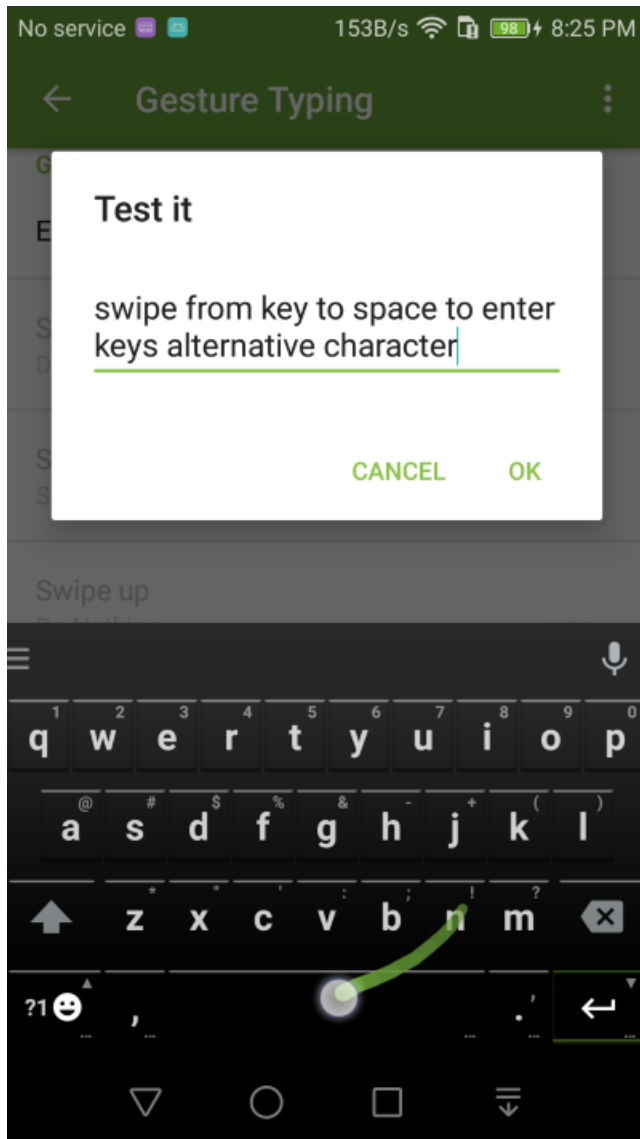 No service 153B/s 98 8:25 PM
Gesture Typing
G
E
Test it
swipe from key to space to enter
keys alternative character
S
D
CANCEL OK
S
S
Swipe up
1 2 3 4 5 6 7 8 9 0
q w e r t y u i o p
@ # $ % & - + ( )
a s d f g h j k l
* " ' : ; ! ?
z x c v b n m
?1 , . '